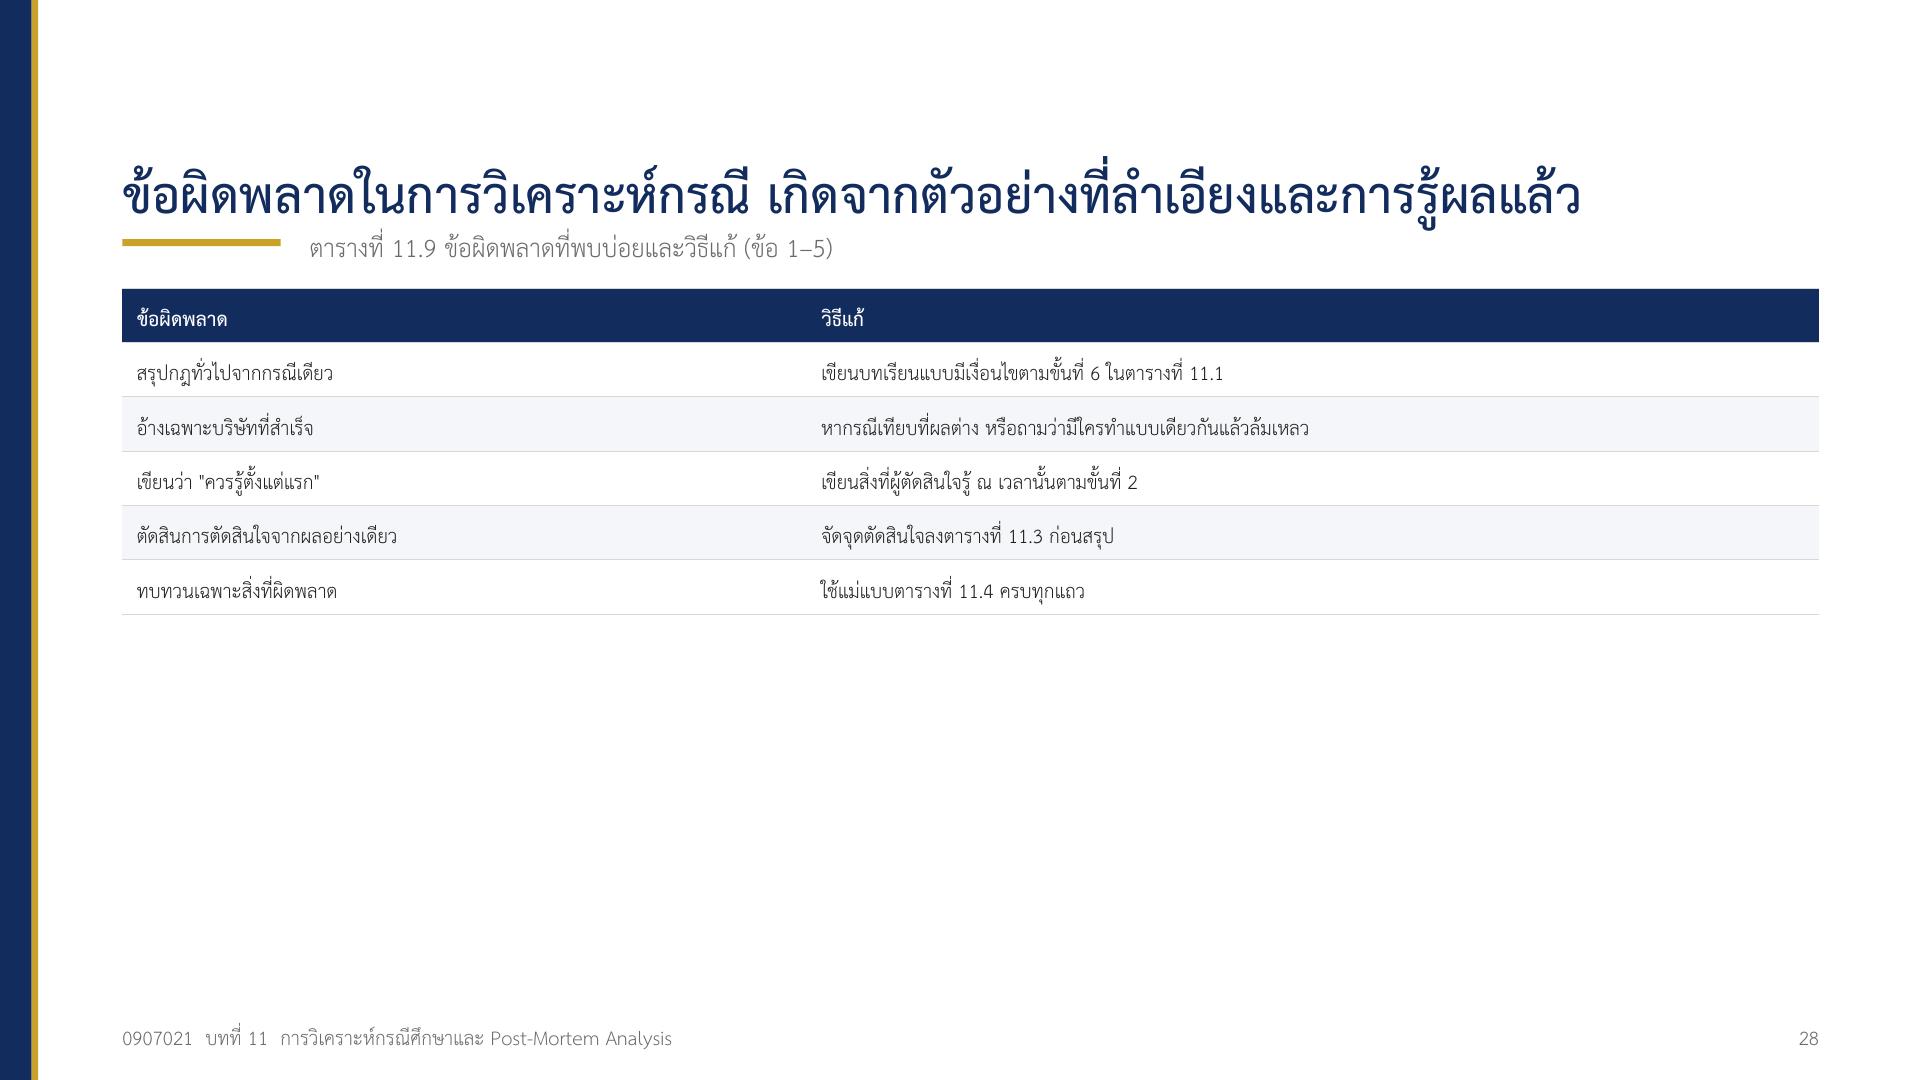 ข้อผิดพลาดในการวิเคราะห์กรณี เกิดจากตัวอย่างที่ลำเอียงและการรู้ผลแล้ว
ตารางที่ 11.9 ข้อผิดพลาดที่พบบ่อยและวิธีแก้ (ข้อ 1–5)
ข้อผิดพลาด วิธีแก้
สรุปกฎทั่วไปจากกรณีเดียว เขียนบทเรียนแบบมีเงื่อนไขตามขั้นที่ 6 ในตารางที่ 11.1
อ้างเฉพาะบริษัทที่สำเร็จ หากรณีเทียบที่ผลต่าง หรือถามว่ามีใครทำแบบเดียวกันแล้วล้มเหลว
เขียนว่า "ควรรู้ตั้งแต่แรก" เขียนสิ่งที่ผู้ตัดสินใจรู้ ณ เวลานั้นตามขั้นที่ 2
ตัดสินการตัดสินใจจากผลอย่างเดียว จัดจุดตัดสินใจลงตารางที่ 11.3 ก่อนสรุป
ทบทวนเฉพาะสิ่งที่ผิดพลาด ใช้แม่แบบตารางที่ 11.4 ครบทุกแถว
0907021 บทที่ 11 การวิเคราะห์กรณีศึกษาและ Post-Mortem Analysis 28